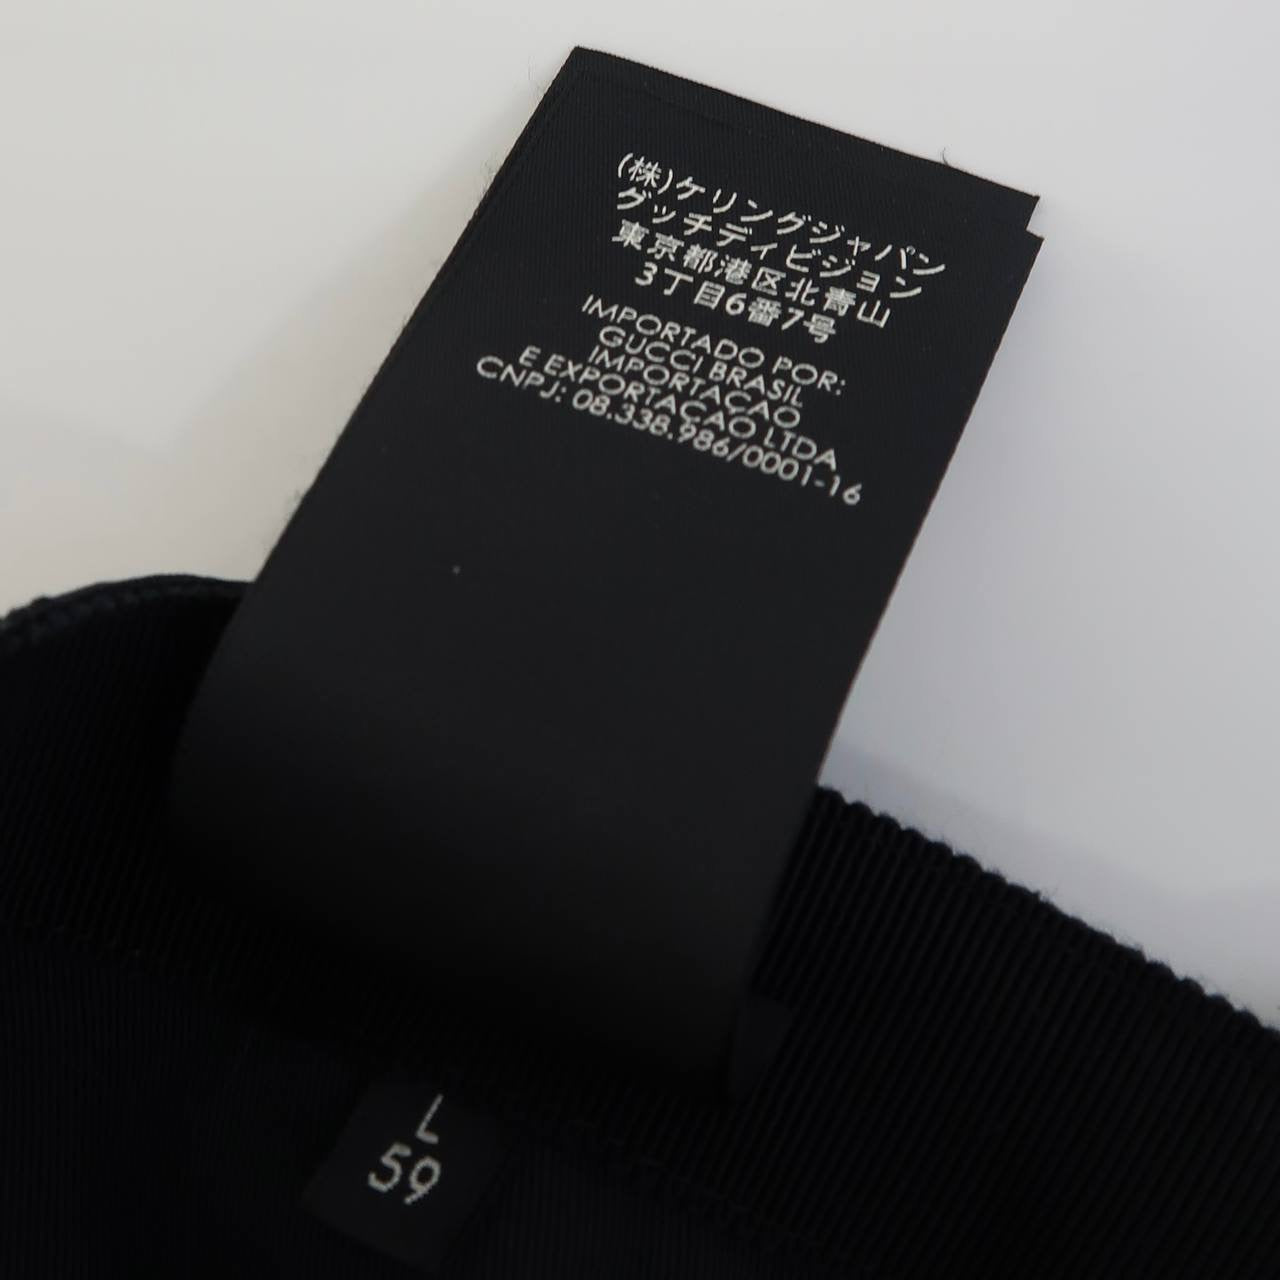 (株)ケリングジャパン
グッチディビジョン
東京都港区北青山
3丁目6番7号
IMPORTADO POR:
GUCCI BRASIL
IMPORTAÇAO
E EXPORTAÇAO LTDA
CNPJ: 08.338.986/0001-16
L
59